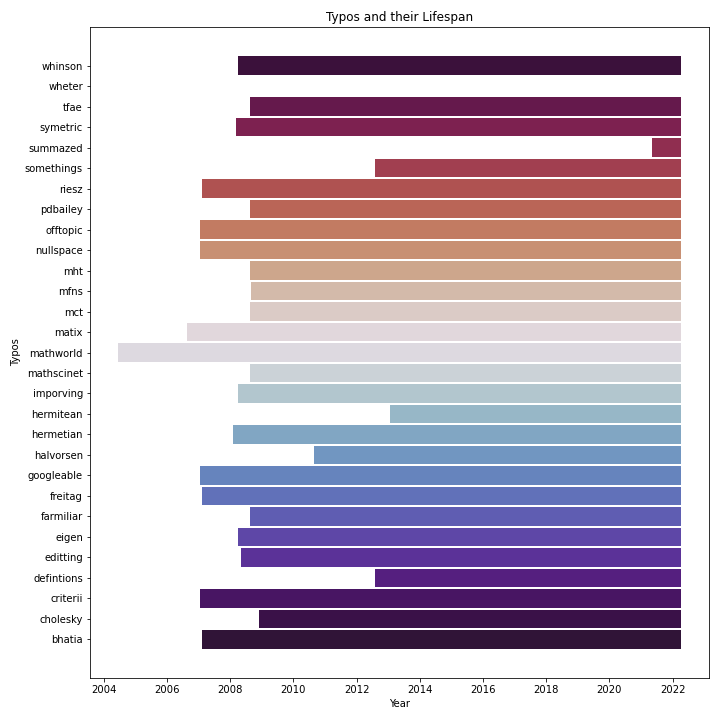 Typos and their Lifespan
whinson
wheter
tfae
symetric
summazed
somethings
riesz
pdbailey
offtopic
nullspace
mht
mfns
mct
matix
mathworld
mathscinet
imporving
hermitean
hermetian
halvorsen
googleable
freitag
farmiliar
eigen
editting
defintions
criterii
cholesky
bhatia
Typos
2004 2006 2008 2010 2012 2014 2016 2018 2020 2022
Year